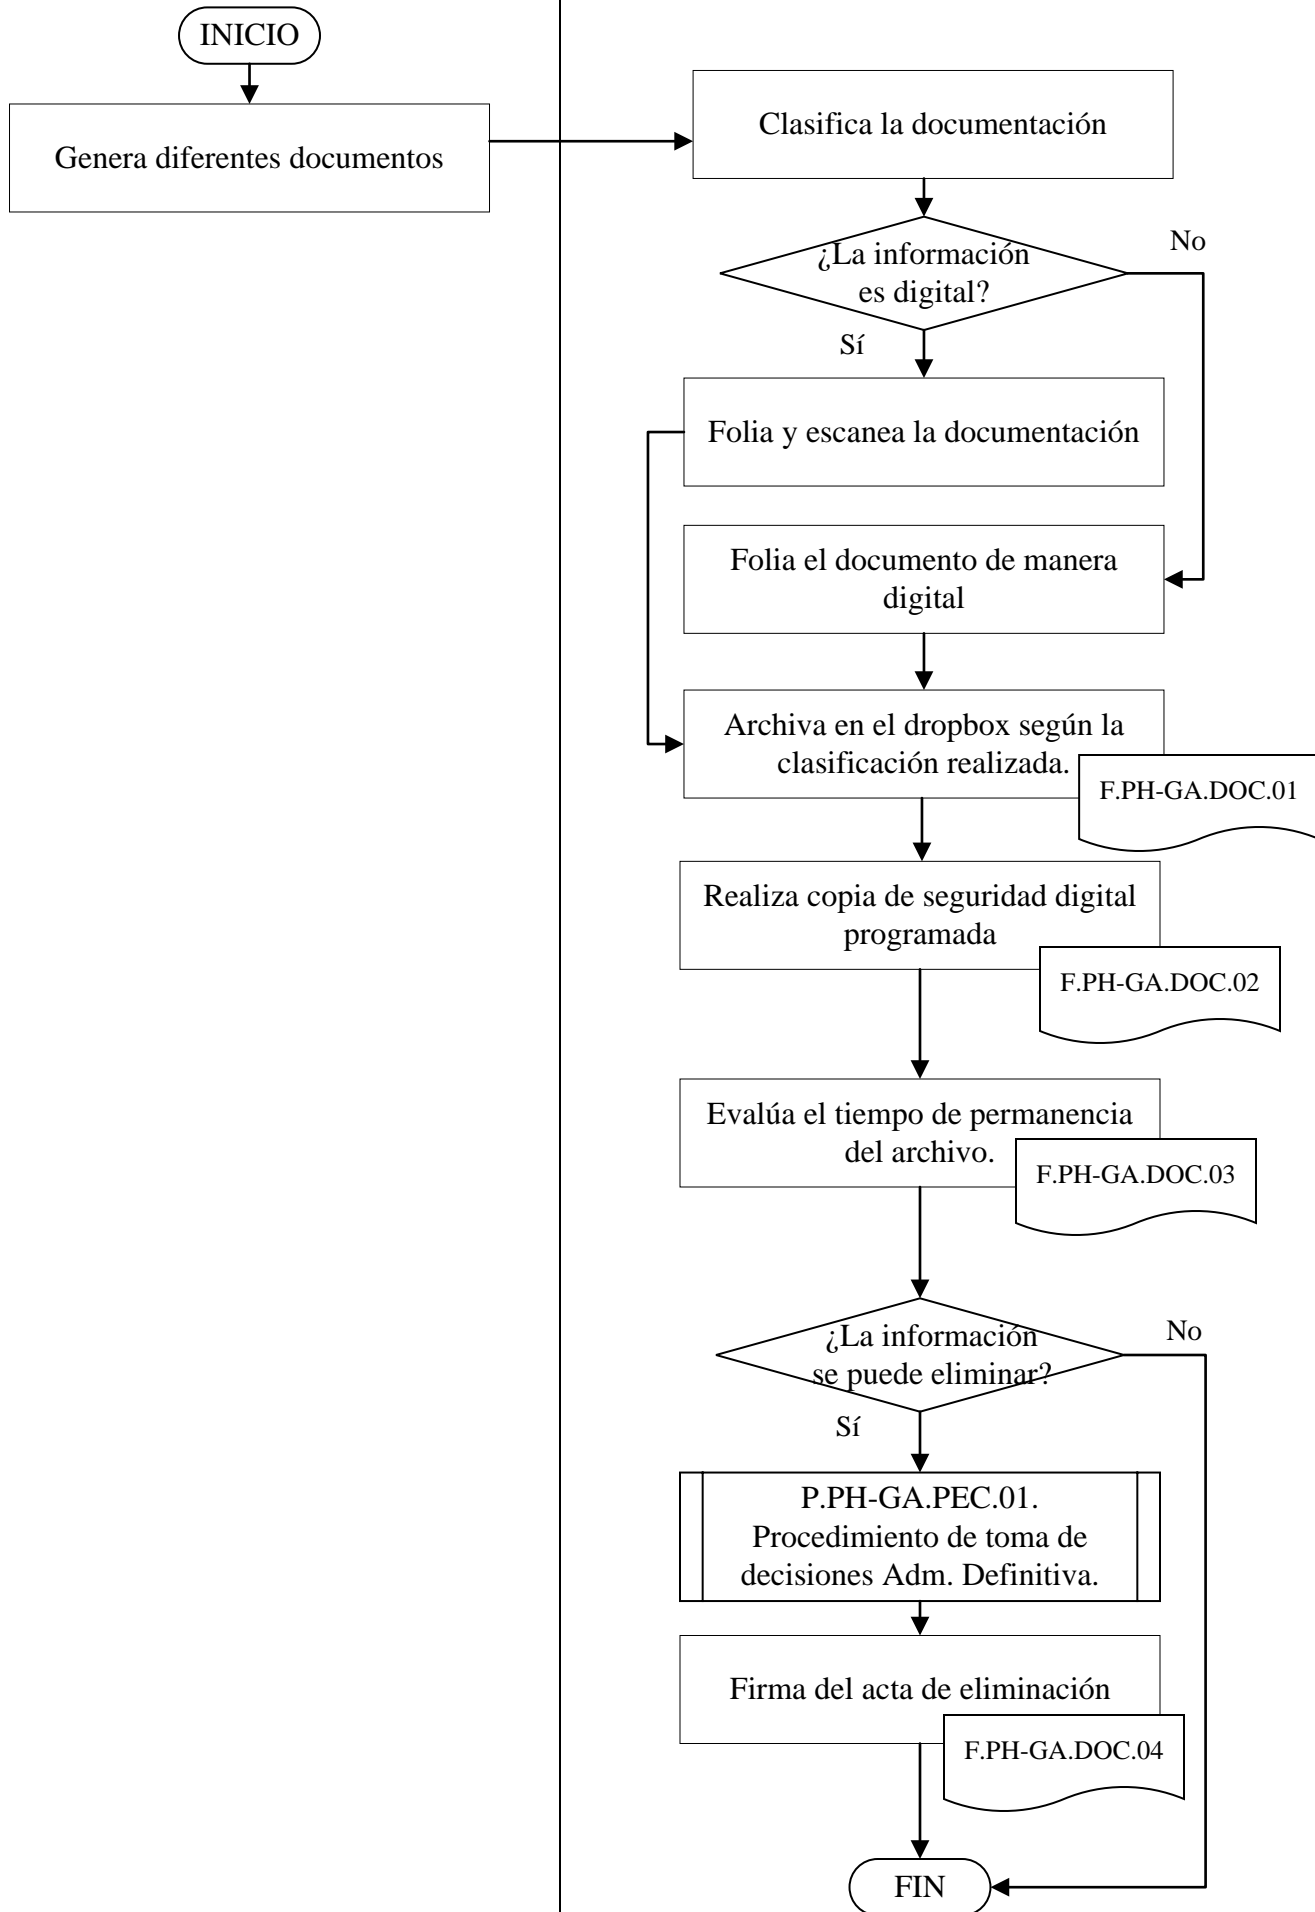 INICIO
Genera diferentes documentos
Clasifica la documentación
¿La información
es digital?
No
Sí
Folia y escanea la documentación
Folia el documento de manera
digital
Archiva en el dropbox según la
clasificación realizada.
F.PH-GA.DOC.01
Realiza copia de seguridad digital
programada
F.PH-GA.DOC.02
Evalúa el tiempo de permanencia
del archivo.
F.PH-GA.DOC.03
¿La información
se puede eliminar?
No
Sí
P.PH-GA.PEC.01.
Procedimiento de toma de
decisiones Adm. Definitiva.
Firma del acta de eliminación
F.PH-GA.DOC.04
FIN